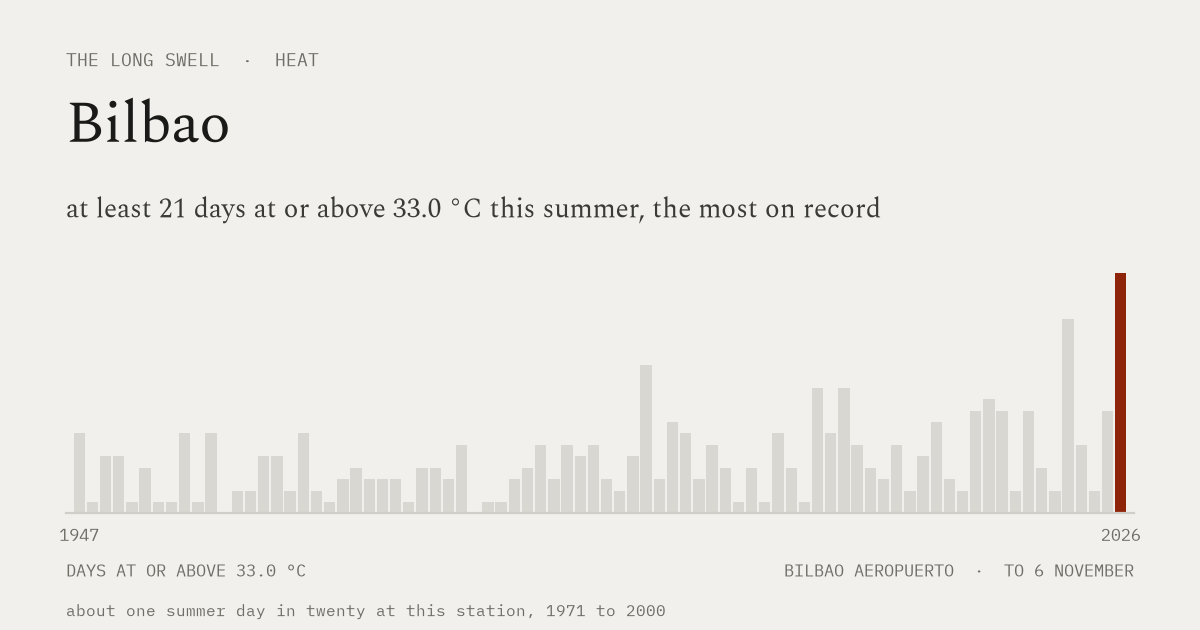 THE LONG SWELL · HEAT
Bilbao
at least 21 days at or above 33.0 °C this summer, the most on record
1947
2026
DAYS AT OR ABOVE 33.0 °C
BILBAO AEROPUERTO · TO 6 NOVEMBER
about one summer day in twenty at this station, 1971 to 2000